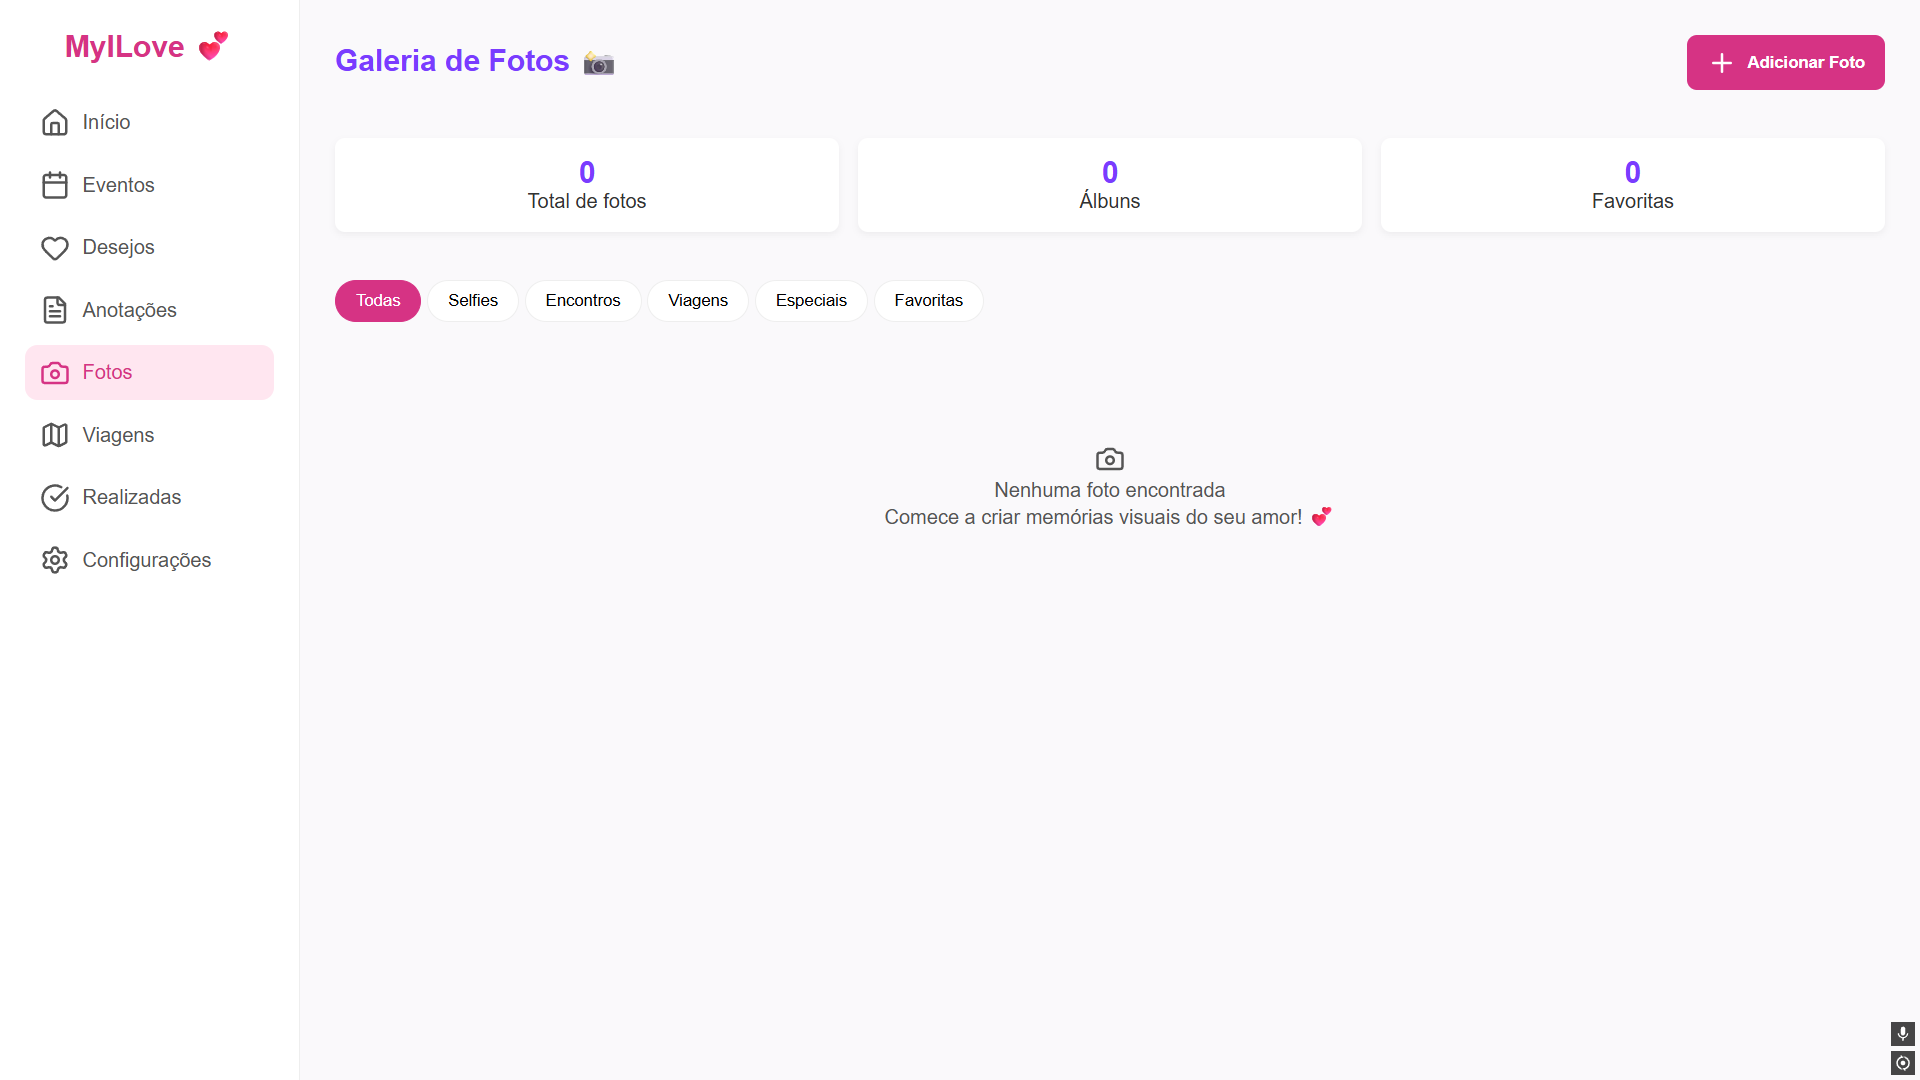 MyILove 💕
Início
Eventos
Desejos
Anotações
Fotos
Viagens
Realizadas
Configurações
Galeria de Fotos 📸
Adicionar Foto
0
Total de fotos
0
Álbuns
0
Favoritas
Todas
Selfies
Encontros
Viagens
Especiais
Favoritas
Nenhuma foto encontrada
Comece a criar memórias visuais do seu amor! 💕